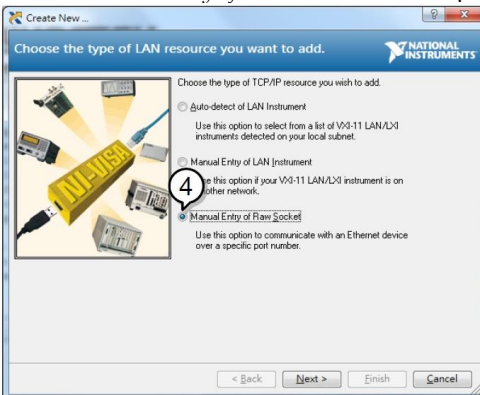 Create New ...
Choose the type of LAN resource you want to add.
NATIONAL
INSTRUMENTS
Choose the type of TCP/IP resource you wish to add.
Auto-detect of LAN Instrument
Use this option to select from a list of VXI-11 LAN/LXI
instruments detected on your local subnet.
Manual Entry of LAN Instrument
this option if your VXI-11 LAN/LXI instrument is on
other network.
4
Manual Entry of Raw Socket
Use this option to communicate with an Ethernet device
over a specific port number.
NI-VISA
< Back
Next >
Finish
Cancel